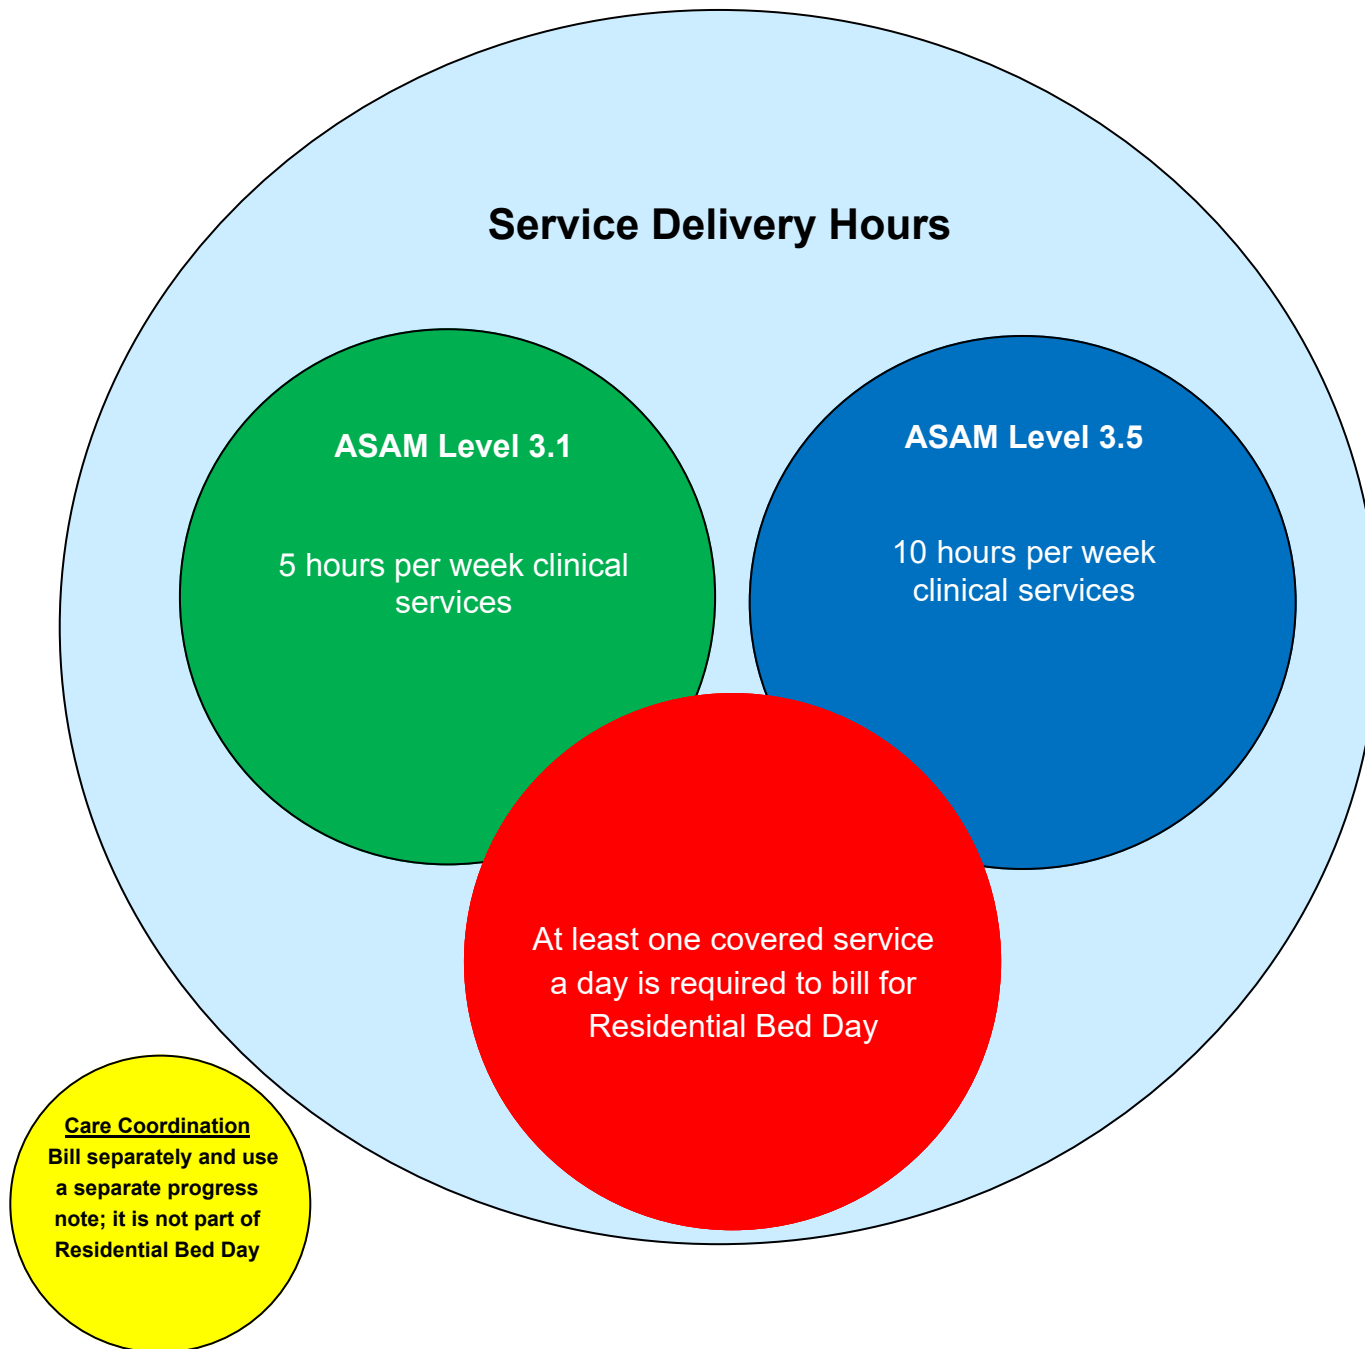 Service Delivery Hours
ASAM Level 3.1
5 hours per week clinical
services
ASAM Level 3.5
10 hours per week
clinical services
At least one covered service
a day is required to bill for
Residential Bed Day
Care Coordination
Bill separately and use
a separate progress
note; it is not part of
Residential Bed Day